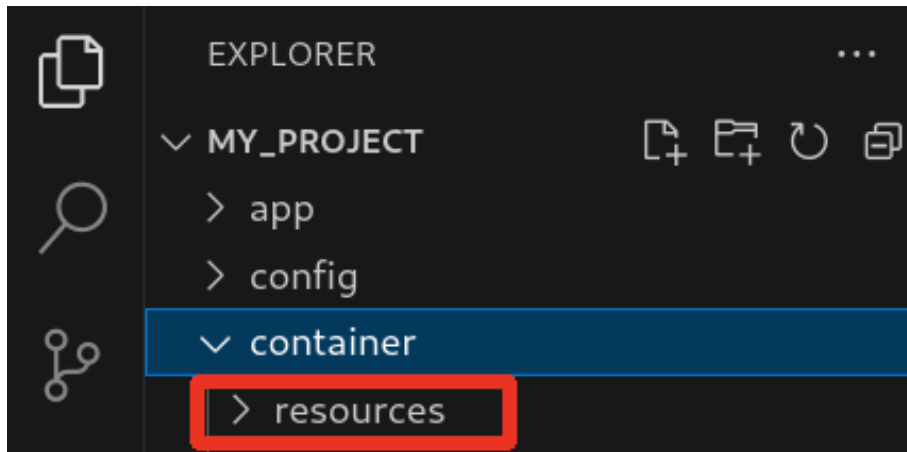 EXPLORER
MY_PROJECT
app
config
container
resources